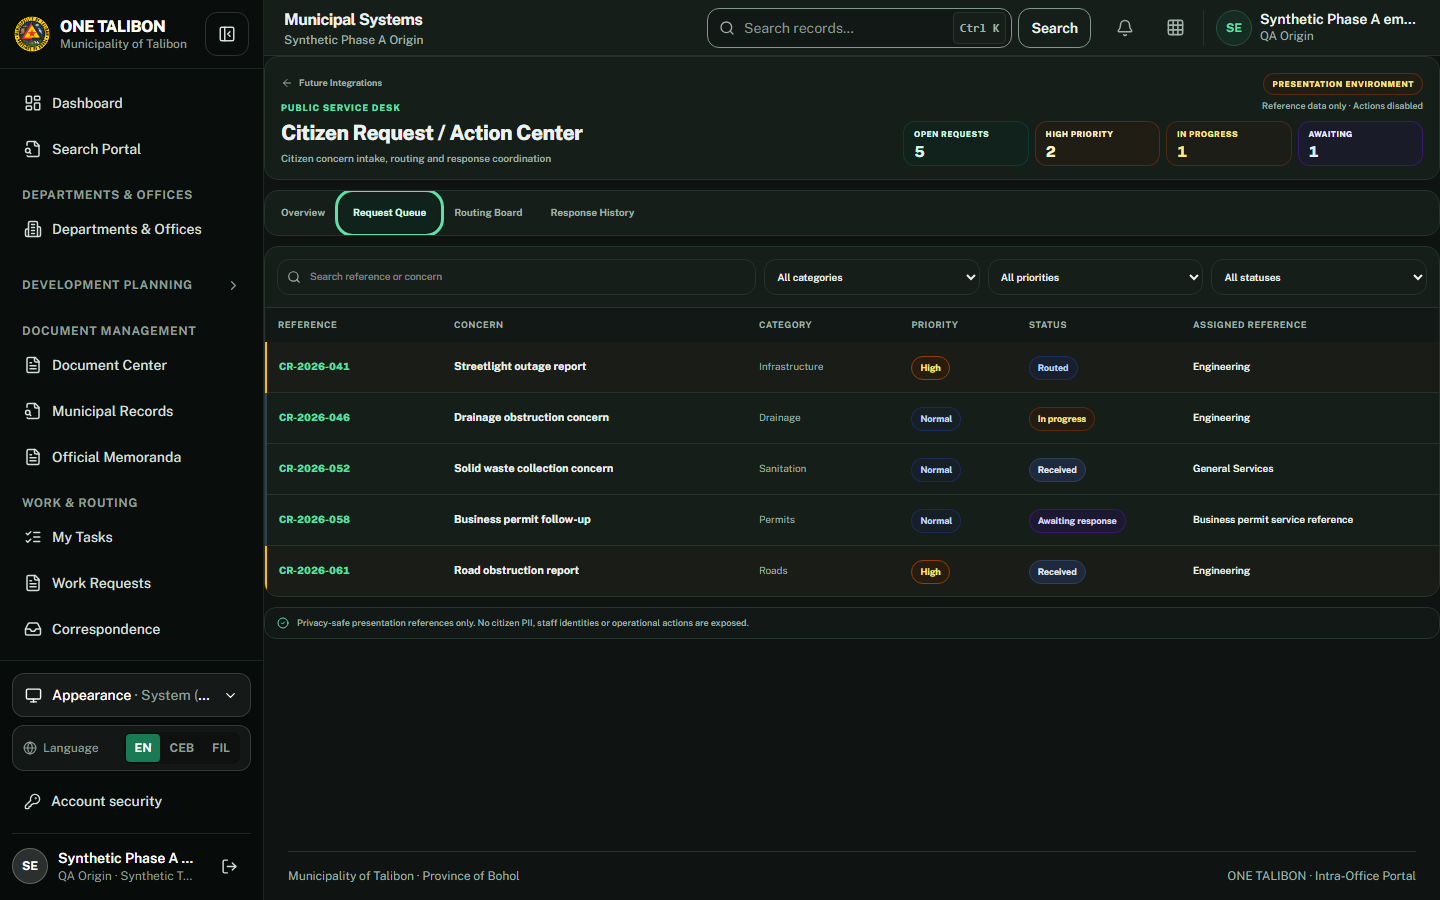 ONE TALIBON
Municipality of Talibon
Dashboard
Search Portal
DEPARTMENTS & OFFICES
Departments & Offices
DEVELOPMENT PLANNING
DOCUMENT MANAGEMENT
Document Center
Municipal Records
Official Memoranda
WORK & ROUTING
My Tasks
Work Requests
Correspondence
Appearance · System (...
Language EN CEB FIL
Account security
SE Synthetic Phase A ...
QA Origin · Synthetic T...
Municipal Systems
Synthetic Phase A Origin
Search records... Ctrl K Search
SE Synthetic Phase A em...
QA Origin
Future Integrations
PUBLIC SERVICE DESK
Citizen Request / Action Center
Citizen concern intake, routing and response coordination
PRESENTATION ENVIRONMENT
Reference data only · Actions disabled
OPEN REQUESTS HIGH PRIORITY IN PROGRESS AWAITING
5 2 1 1
Overview Request Queue Routing Board Response History
Search reference or concern All categories All priorities All statuses
REFERENCE CONCERN CATEGORY PRIORITY STATUS ASSIGNED REFERENCE
CR-2026-041 Streetlight outage report Infrastructure High Routed Engineering
CR-2026-046 Drainage obstruction concern Drainage Normal In progress Engineering
CR-2026-052 Solid waste collection concern Sanitation Normal Received General Services
CR-2026-058 Business permit follow-up Permits Normal Awaiting response Business permit service reference
CR-2026-061 Road obstruction report Roads High Received Engineering
Privacy-safe presentation references only. No citizen PII, staff identities or operational actions are exposed.
Municipality of Talibon · Province of Bohol
ONE TALIBON · Intra-Office Portal